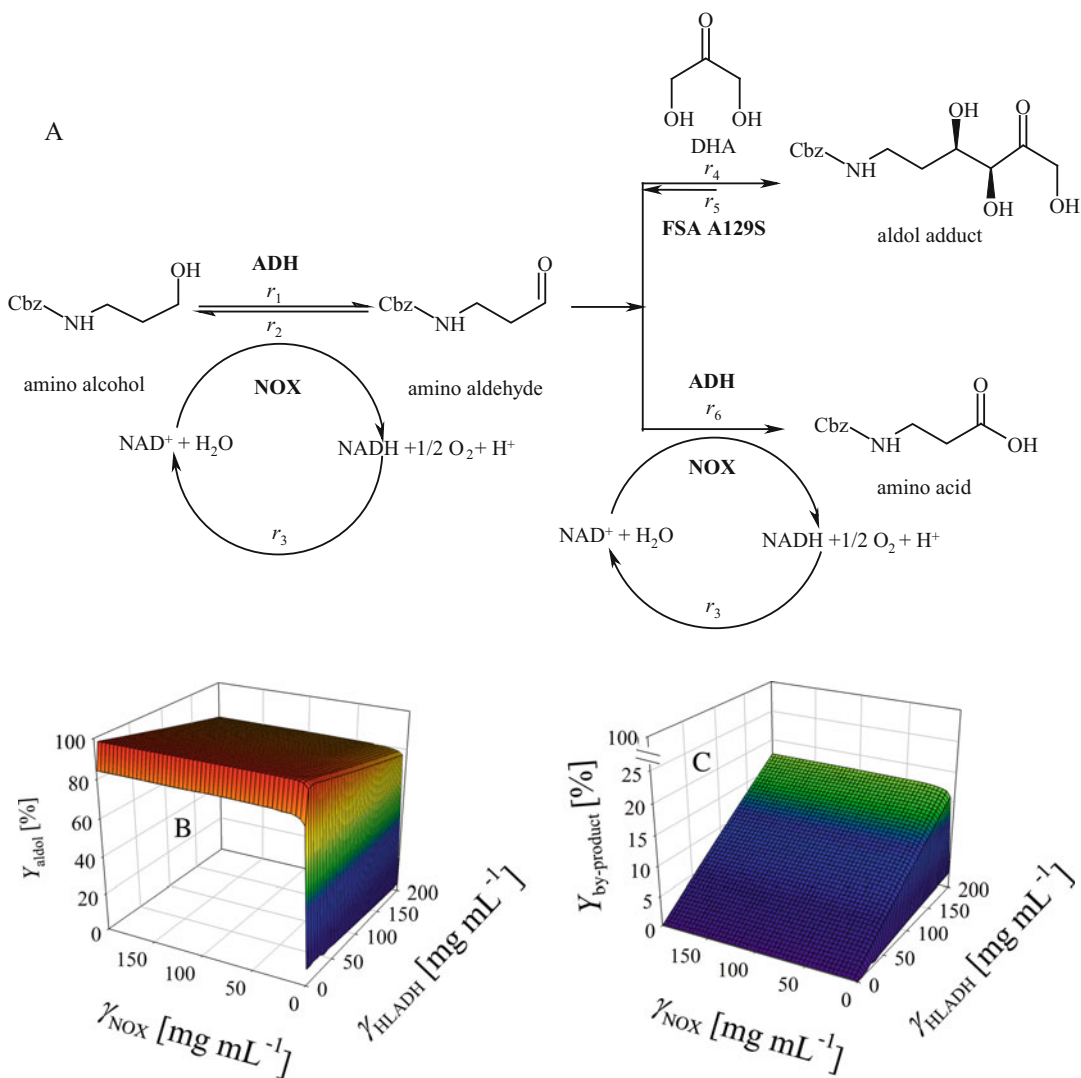 A
O
OH
OH
DHA
r4
r5
FSA A129S
Cbz
NH
OH
O
OH
OH
aldol adduct
Cbz
NH
OH
amino alcohol
ADH
r1
r2
Cbz
NH
O
amino aldehyde
NOX
NAD+ + H2O
NADH +1/2 O2 + H+
r3
ADH
r6
Cbz
NH
O
OH
amino acid
NOX
NAD+ + H2O
NADH +1/2 O2 + H+
r3
B
Yaldol [%]
100
80
60
40
20
0
150
100
50
0
γNOX [mg mL-1]
0
50
100
150
200
γHLADH [mg mL-1]
C
Yby-product [%]
100
25
20
15
10
5
0
150
100
50
0
γNOX [mg mL-1]
0
50
100
150
200
γHLADH [mg mL-1]